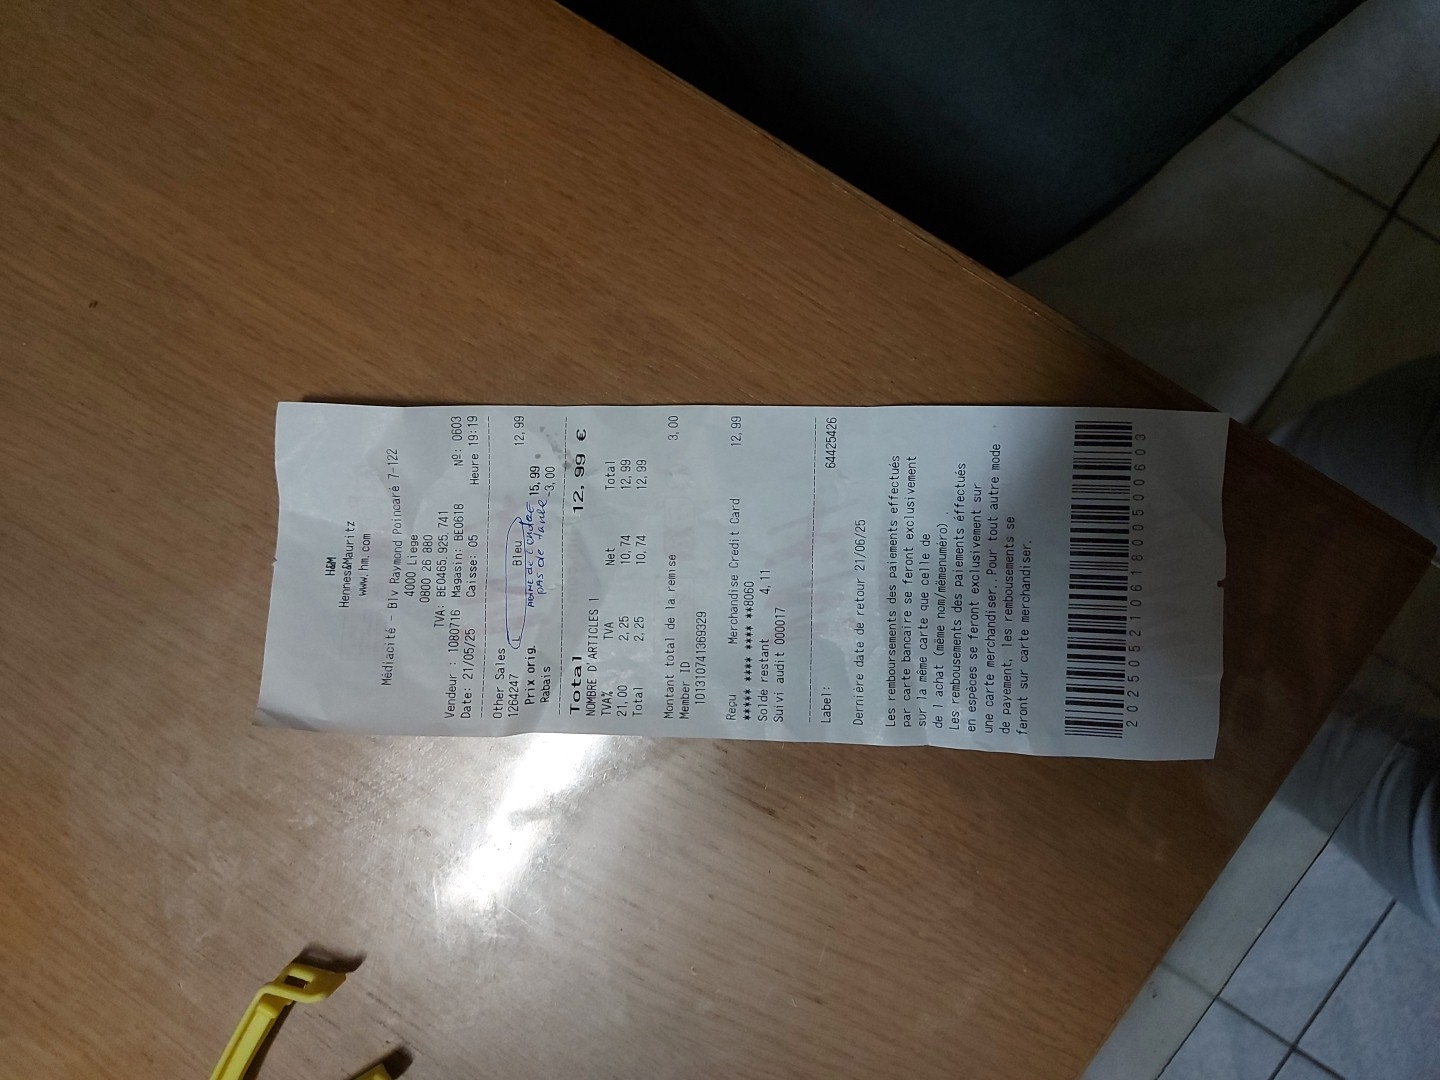 H&M
Hennes&Mauritz
www.hm.com
Médiacité - Blv Raymond Poincaré 7-122
4000 Liege
0800 26 880
TVA: BE0465.925.741
Vendeur : 1080716 Magasin: BE0618 Nº: 0603
Date: 21/05/25 Caisse: 05 Heure 19:19
Other Sales
1264247 L Bleu 12,99
Prix orig. 15,99
pas de
Rabais -3,00
Total 12,99 €
NOMBRE D'ARTICLES 1
TVA% TVA Net Total
21,00 2,25 10,74 12,99
Total 2,25 10,74 12,99
Montant total de la remise 3,00
Member ID
101310741369329
Reçu Merchandise Credit Card 12,99
***** **** **** **8060
Solde restant 4,11
Suivi audit 000017
Label: 64425426
Dernière date de retour 21/06/25
Les remboursements des paiements effectués
par carte bancaire se feront exclusivement
sur la même carte que celle de
de l achat (même nom/mêmenuméro) .
Les rembousements des paiements éffectués
en espèces se feront exclusivement sur
une carte merchandiser..Pour tout autre mode
de payement, les rembousements se
feront sur carte merchandiser.
2025052106180050060​3